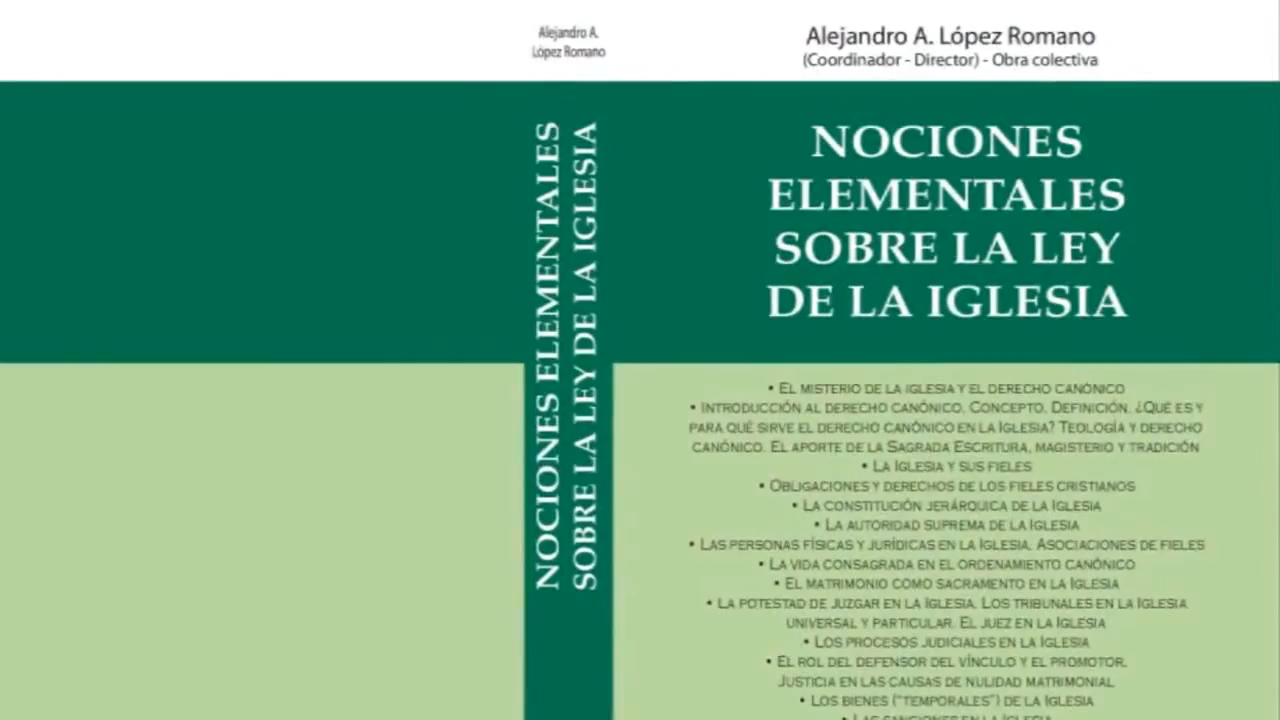 Alejandro A.
López Romano
NOCIONES ELEMENTALES
SOBRE LA LEY DE LA IGLESIA
Alejandro A. López Romano
(Coordinador - Director) - Obra colectiva
NOCIONES
ELEMENTALES
SOBRE LA LEY
DE LA IGLESIA
• El misterio de la iglesia y el derecho canónico
• Introducción al derecho canónico. Concepto. Definición. ¿Qué es y
para qué sirve el derecho canónico en la Iglesia? Teología y derecho
canónico. El aporte de la Sagrada Escritura, magisterio y tradición
• La Iglesia y sus fieles
• Obligaciones y derechos de los fieles cristianos
• La constitución jerárquica de la Iglesia
• La autoridad suprema de la Iglesia
• Las personas físicas y jurídicas en la Iglesia. Asociaciones de fieles
• La vida consagrada en el ordenamiento canónico
• El matrimonio como sacramento en la Iglesia
• La potestad de juzgar en la Iglesia. Los tribunales en la Iglesia
universal y particular. El juez en la Iglesia
• Los procesos judiciales en la Iglesia
• El rol del defensor del vínculo y el promotor.
Justicia en las causas de nulidad matrimonial
• Los bienes ("temporales") de la Iglesia
• Las sanciones en la Iglesia